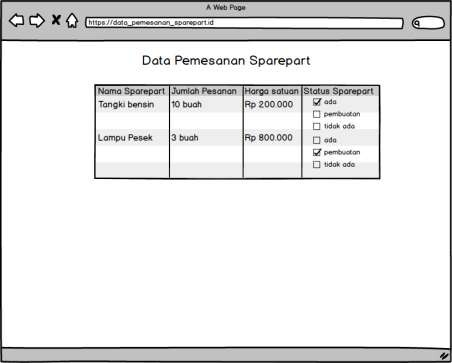 A Web Page
https://data_pemesanan_sparepart.id
Data Pemesanan Sparepart
Nama Sparepart Jumlah Pesanan Harga satuan Status Sparepart
Tangki bensin 10 buah Rp 200.000 ada
pembuatan
tidak ada
Lampu Pesek 3 buah Rp 800.000 ada
pembuatan
tidak ada